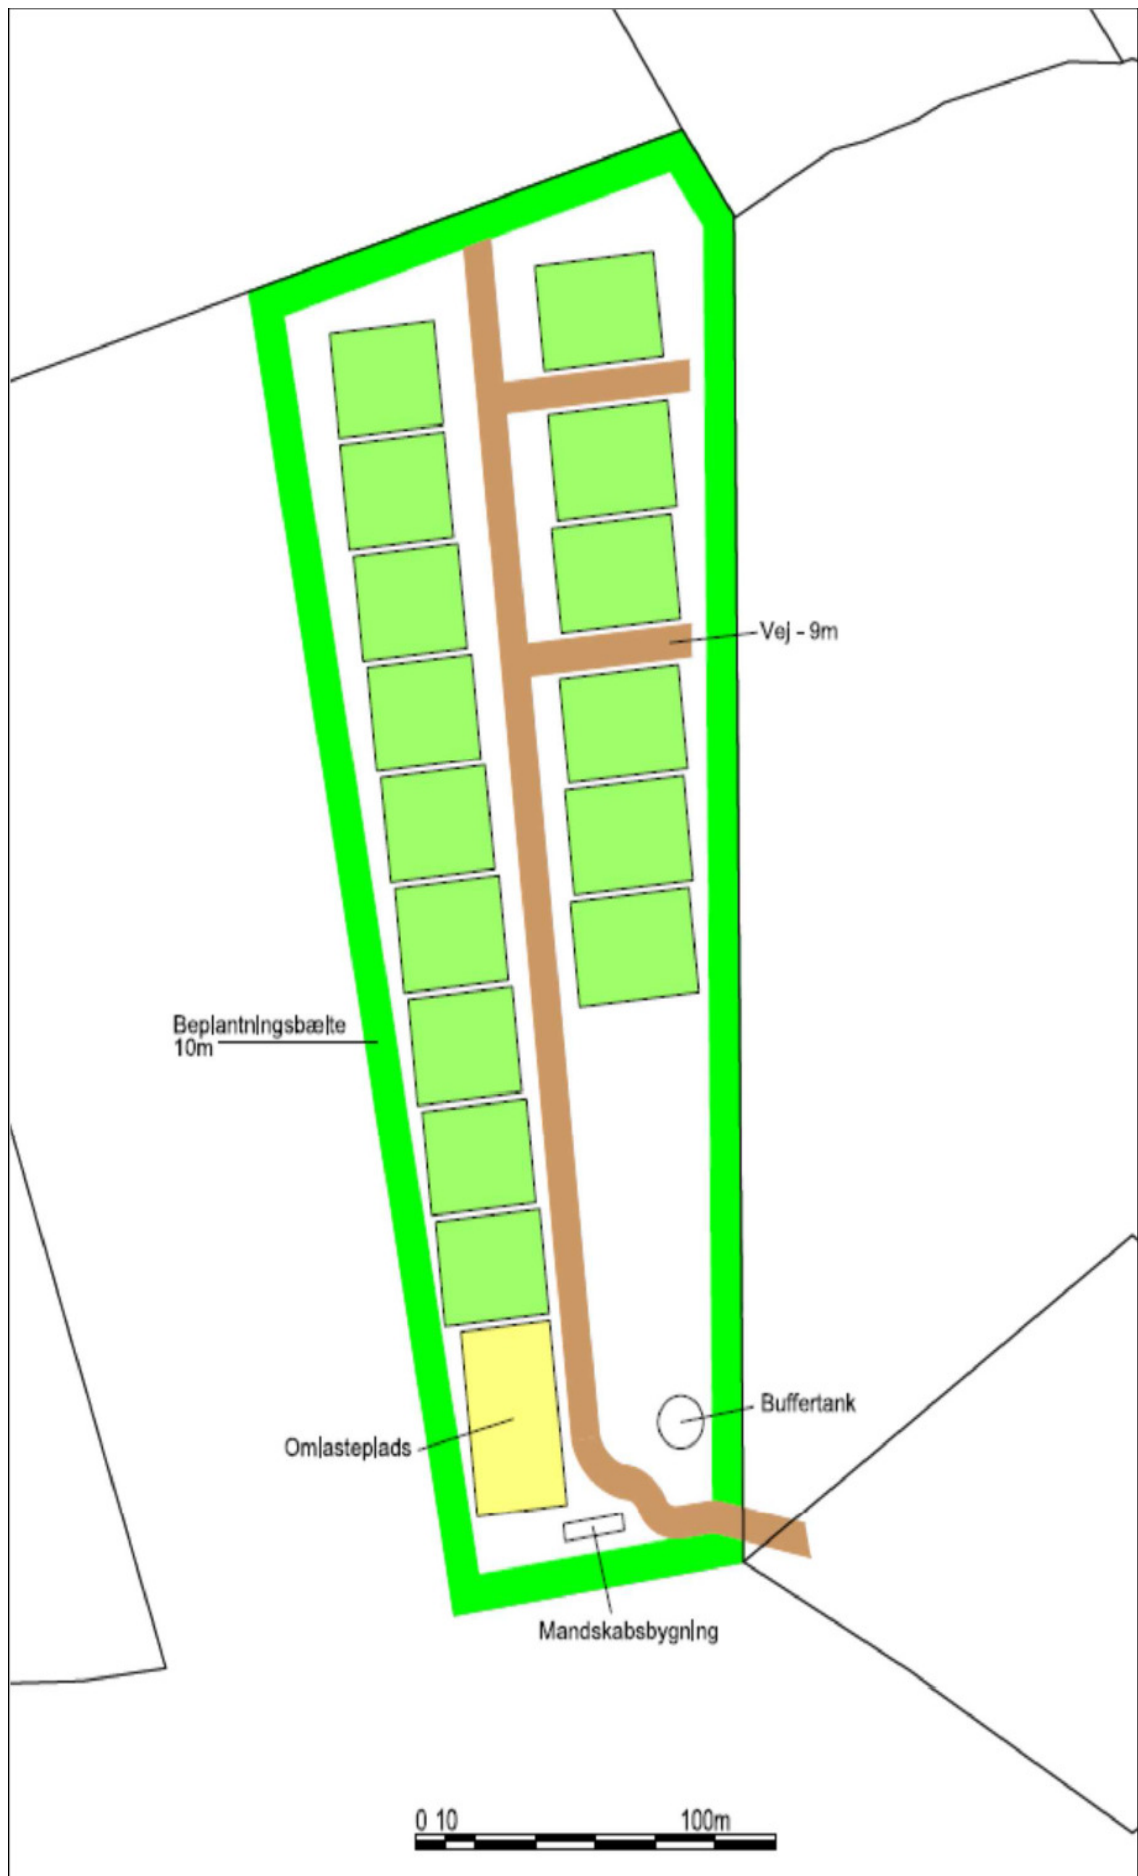 Vej - 9m
Beplantningsbælte
10m
Buffertank
Omlasteplads
Mandskabsbygning
0 10 100m